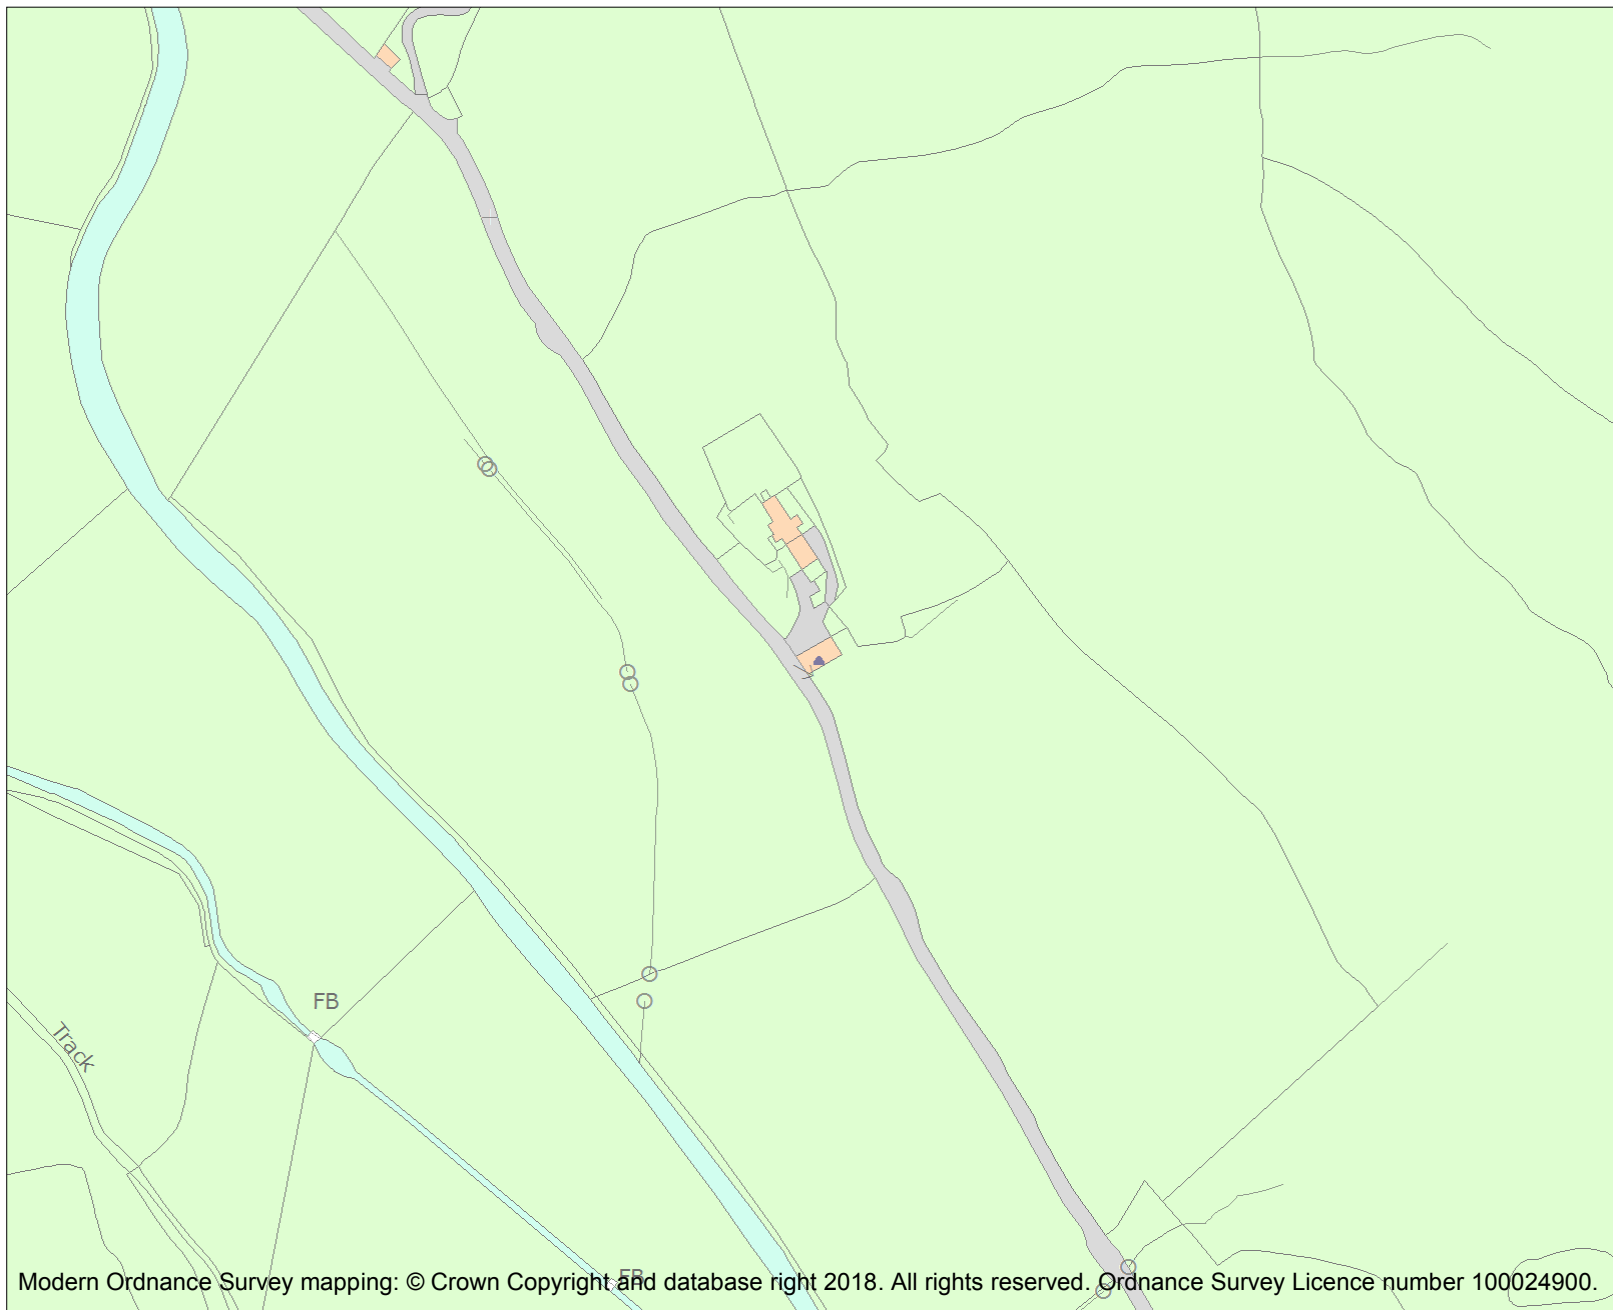 FB
Track
FB
Modern Ordnance Survey mapping: © Crown Copyright and database right 2018. All rights reserved. Ordnance Survey Licence number 100024900.